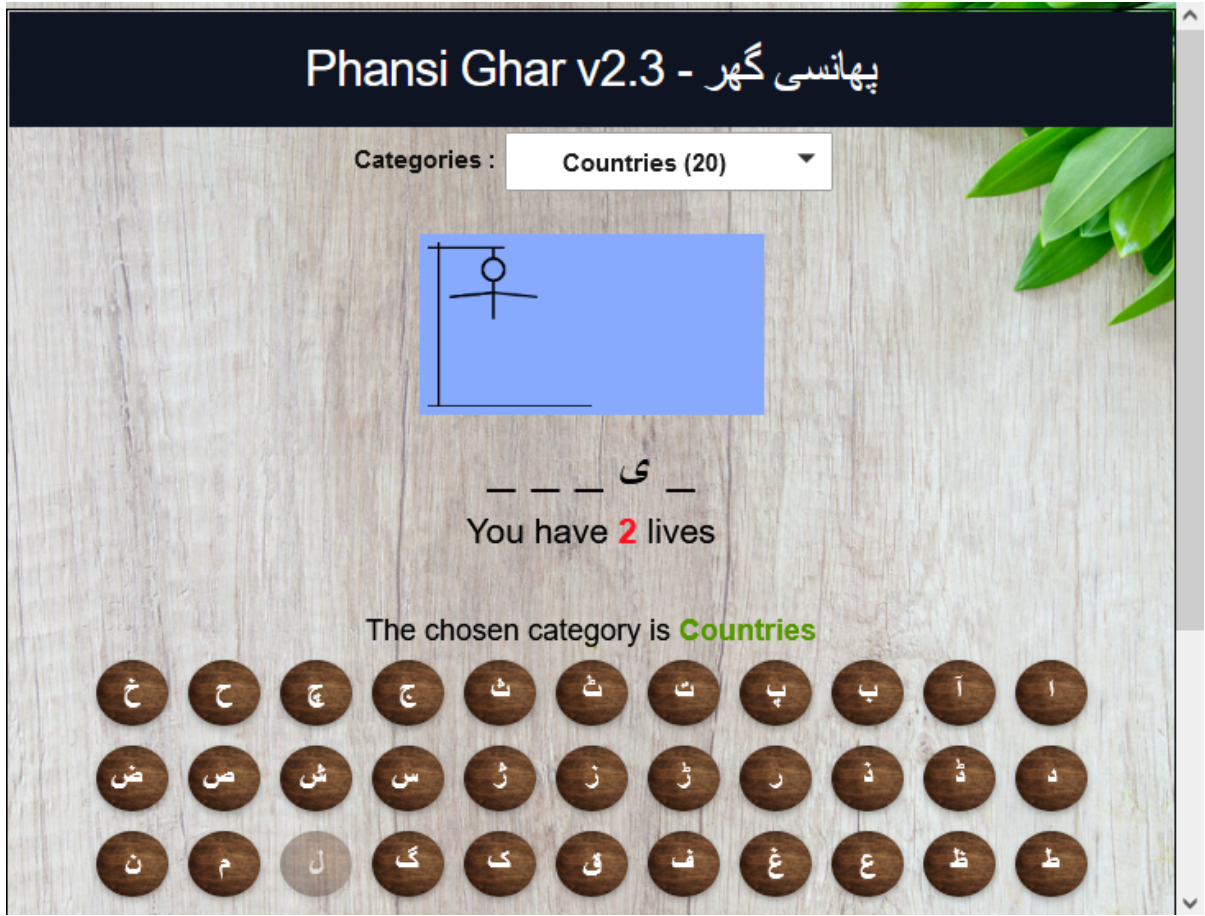 Phansi Ghar v2.3 - پھانسی گھر
Categories : Countries (20)
_ ی _ _ _
You have 2 lives
The chosen category is Countries
ا آ ب پ ت ٹ ث ج چ ح خ
د ڈ ذ ر ڑ ز ژ س ش ص ض
ط ظ ع غ ف ق ک گ ل م ن